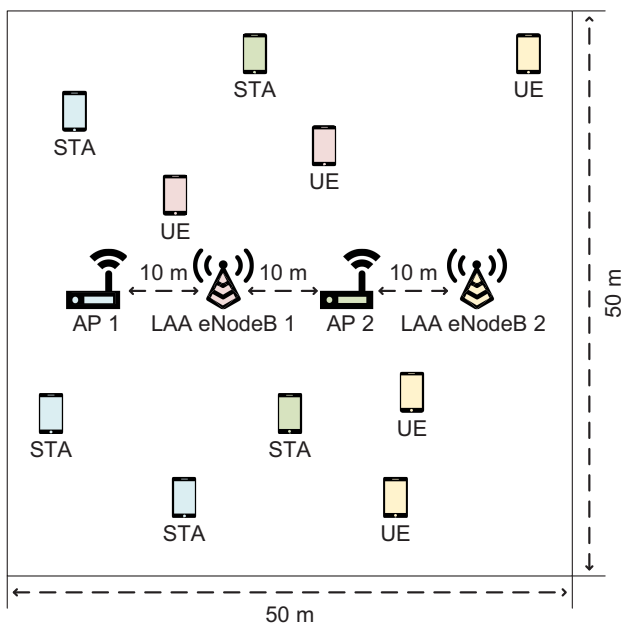 STA
UE
STA
UE
UE
10 m
10 m
10 m
AP 1
LAA eNodeB 1
AP 2
LAA eNodeB 2
50 m
UE
STA
STA
STA
UE
50 m